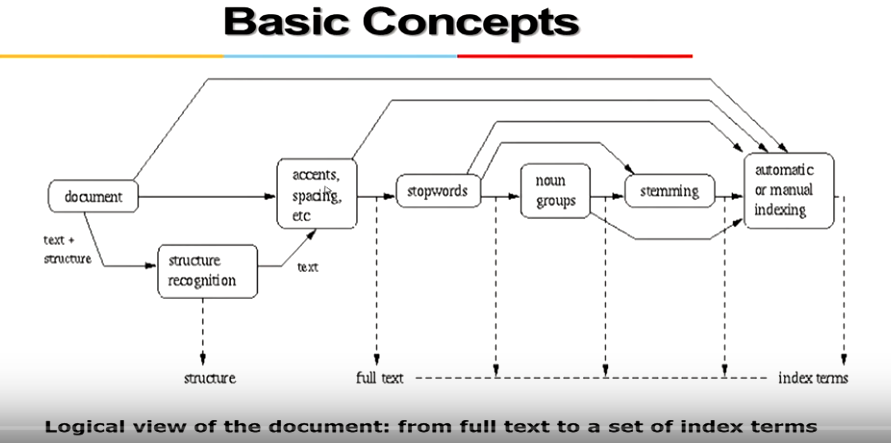 Basic Concepts
document
accents,
spacing,
etc
stopwords
noun
groups
stemming
automatic
or manual
indexing
text +
structure
structure
recognition
text
structure
full text
index terms
Logical view of the document: from full text to a set of index terms